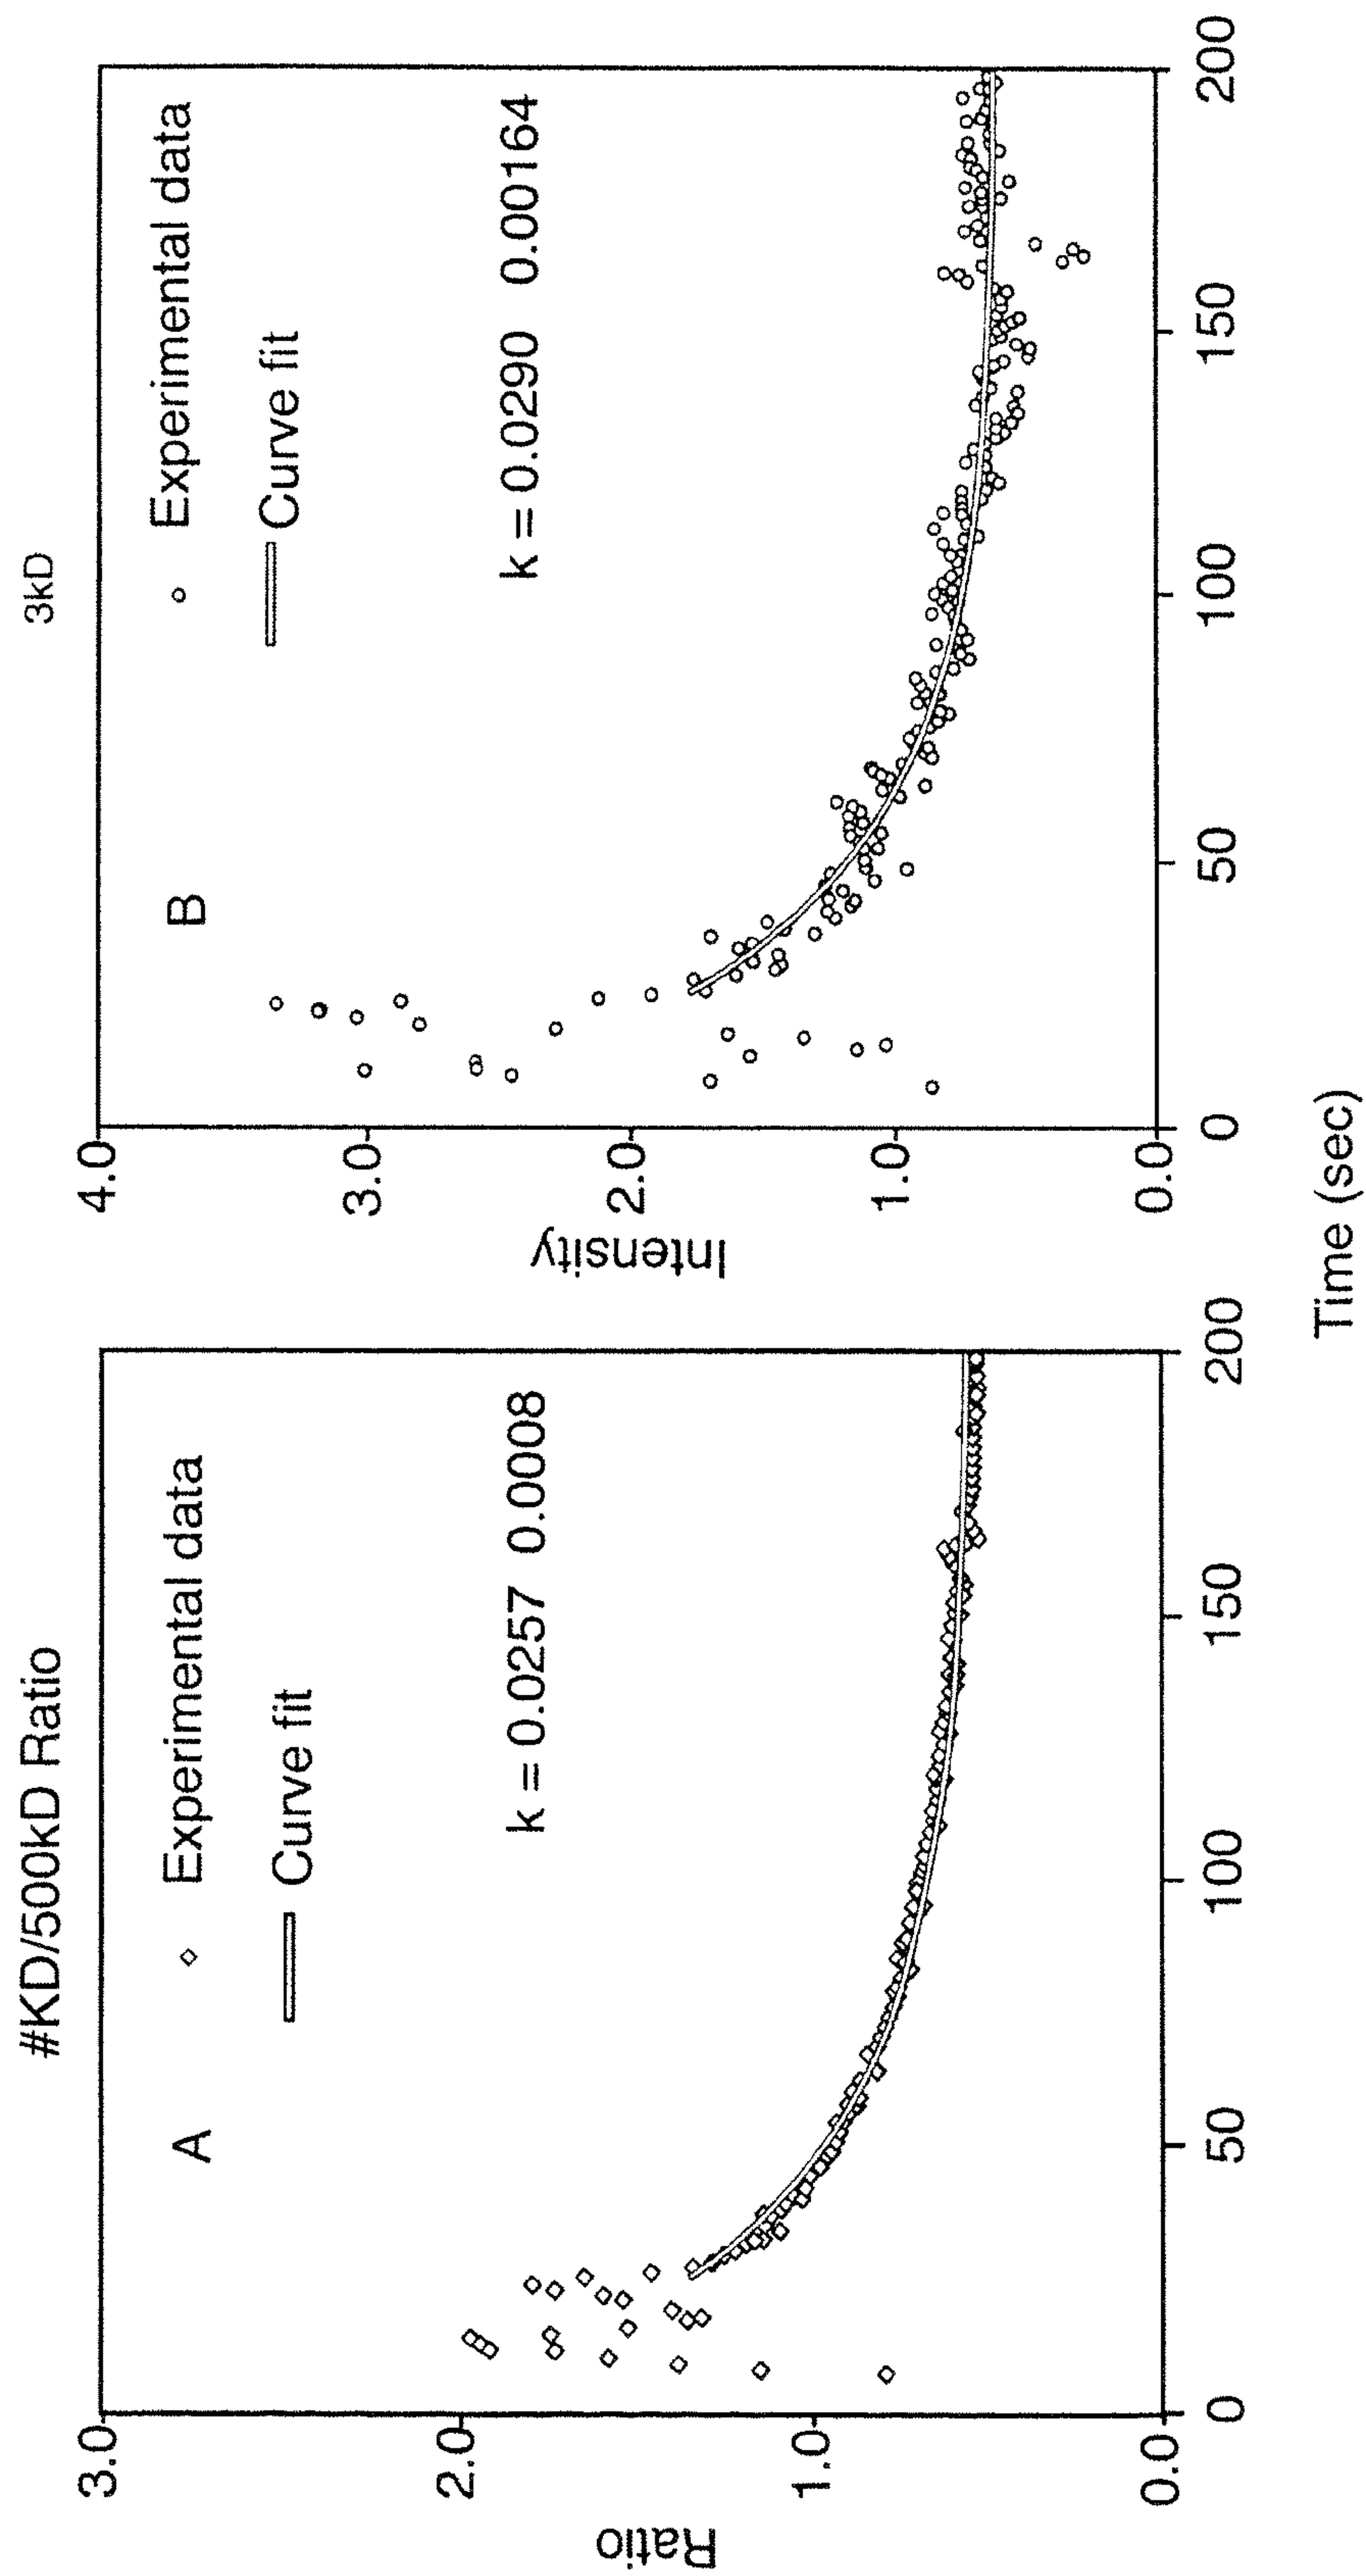 #KD/500kD Ratio
A
◇ Experimental data
Curve fit
k = 0.0257 0.0008
Ratio
3.0
2.0
1.0
0.0
0
50
100
150
200
3kD
B
○ Experimental data
Curve fit
k = 0.0290 0.00164
Intensity
4.0
3.0
2.0
1.0
0.0
0
50
100
150
200
Time (sec)